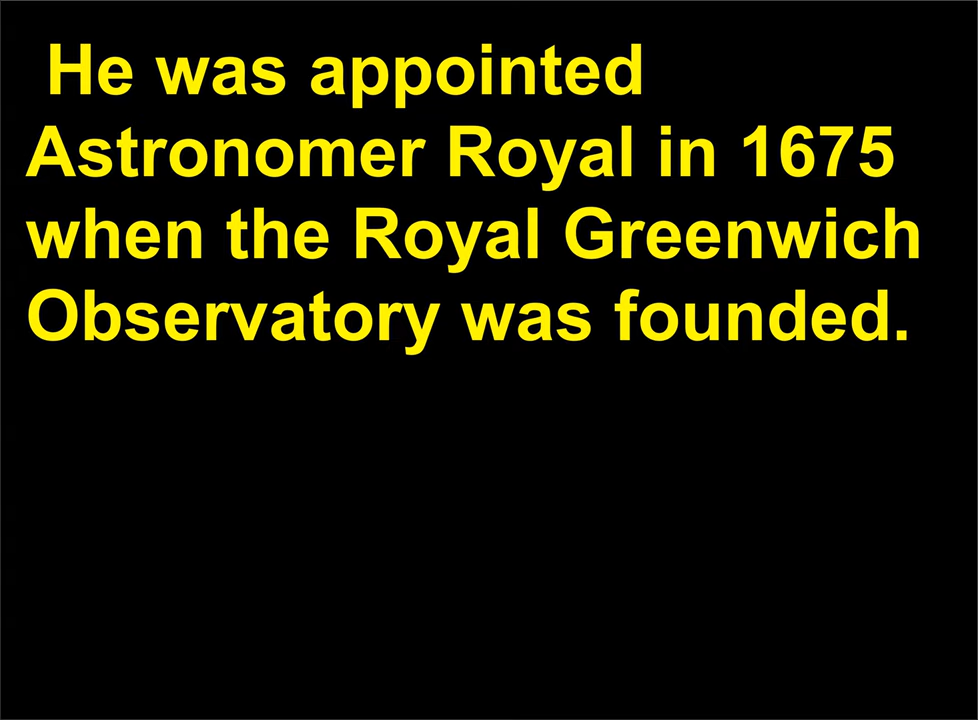 He was appointed
Astronomer Royal in 1675
when the Royal Greenwich
Observatory was founded.